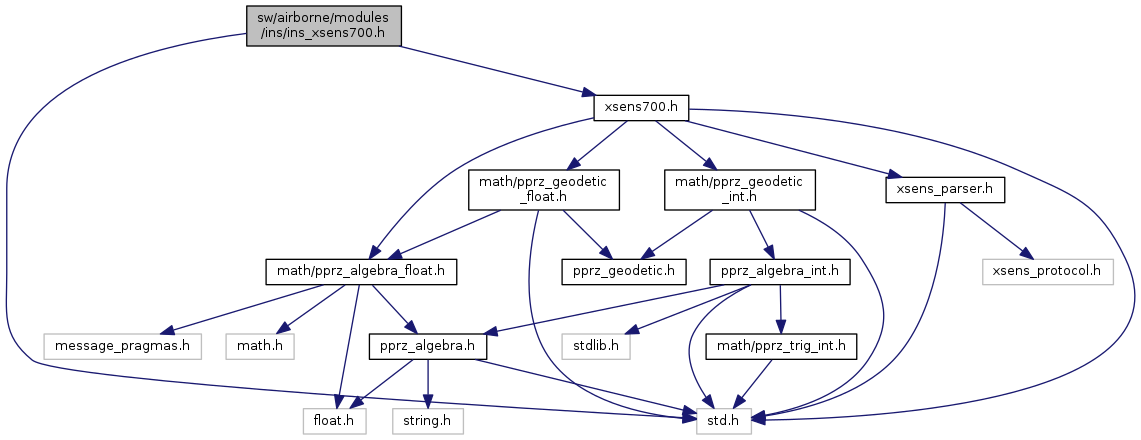 sw/airborne/modules
/ins/ins_xsens700.h
xsens700.h
math/pprz_geodetic
_float.h
math/pprz_geodetic
_int.h
xsens_parser.h
math/pprz_algebra_float.h
pprz_geodetic.h
pprz_algebra_int.h
xsens_protocol.h
message_pragmas.h
math.h
pprz_algebra.h
stdlib.h
math/pprz_trig_int.h
float.h
string.h
std.h